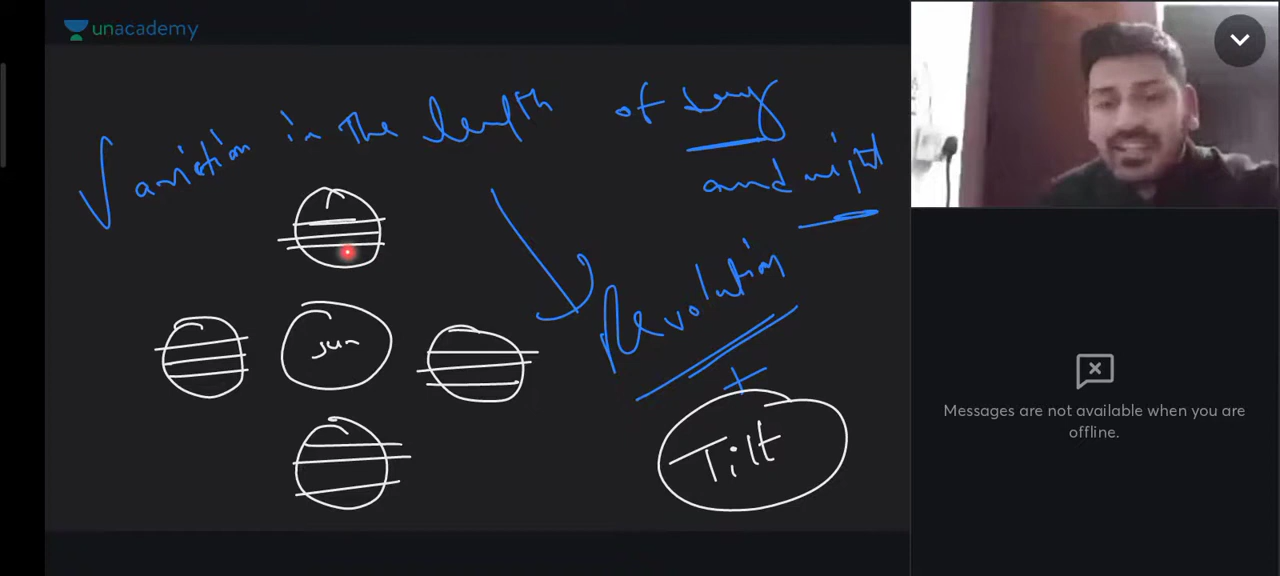 unacademy
Variation in the length of day
and night
Revolution
+
sun
Tilt
Messages are not available when you are
offline.